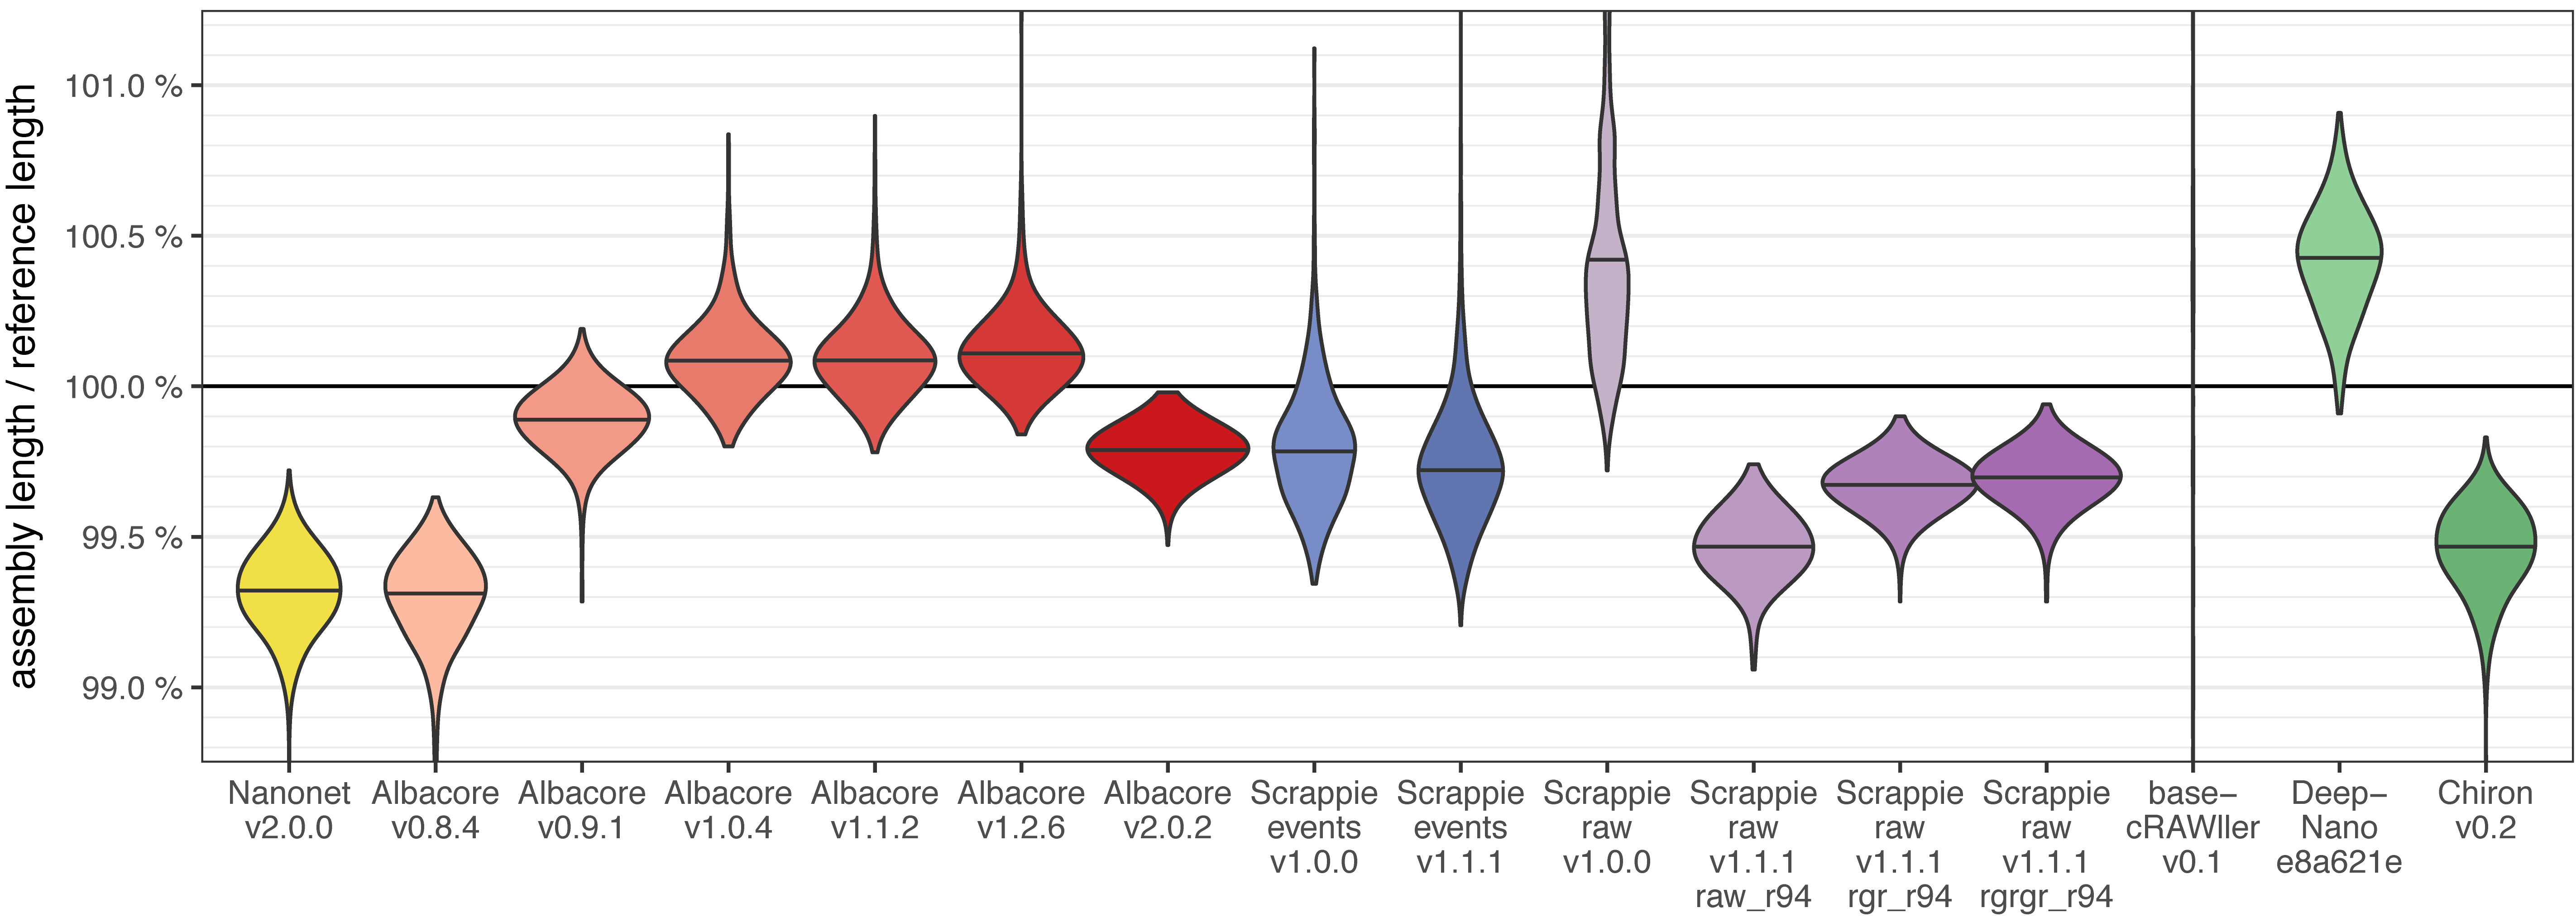 assembly length / reference length
101.0 %
100.5 %
100.0 %
99.5 %
99.0 %
Nanonet
v2.0.0
Albacore
v0.8.4
Albacore
v0.9.1
Albacore
v1.0.4
Albacore
v1.1.2
Albacore
v1.2.6
Albacore
v2.0.2
Scrappie
events
v1.0.0
Scrappie
events
v1.1.1
Scrappie
raw
v1.0.0
Scrappie
raw
v1.1.1
raw_r94
Scrappie
raw
v1.1.1
rgr_r94
Scrappie
raw
v1.1.1
rgrgr_r94
base−
cRAWller
v0.1
Deep−
Nano
e8a621e
Chiron
v0.2